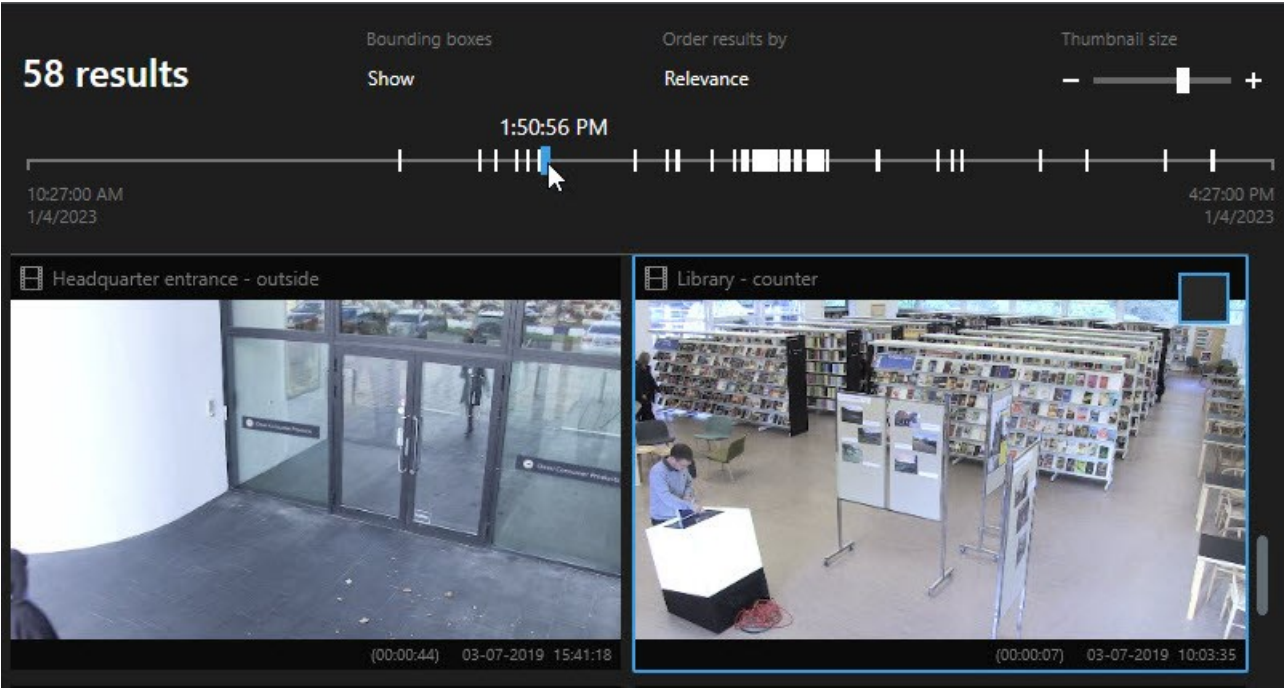 58 results
Bounding boxes
Show
Order results by
Relevance
Thumbnail size
1:50:56 PM
10:27:00 AM
1/4/2023
4:27:00 PM
1/4/2023
Headquarter entrance - outside
(00:00:44) 03-07-2019 15:41:18
Library - counter
(00:00:07) 03-07-2019 10:03:35